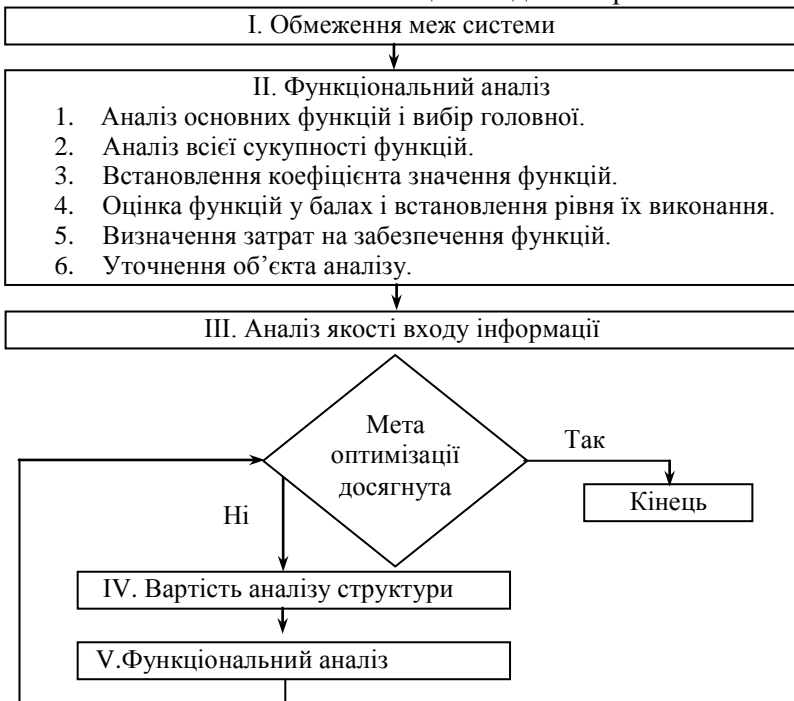 І. Обмеження меж системи
ІІ. Функціональний аналіз
1. Аналіз основних функцій і вибір головної.
2. Аналіз всієї сукупності функцій.
3. Встановлення коефіцієнта значення функцій.
4. Оцінка функцій у балах і встановлення рівня їх виконання.
5. Визначення затрат на забезпечення функцій.
6. Уточнення об’єкта аналізу.
ІІІ. Аналіз якості входу інформації
Мета
оптимізації
досягнута
Так
Кінець
Ні
IV. Вартість аналізу структури
V.Функціональний аналіз